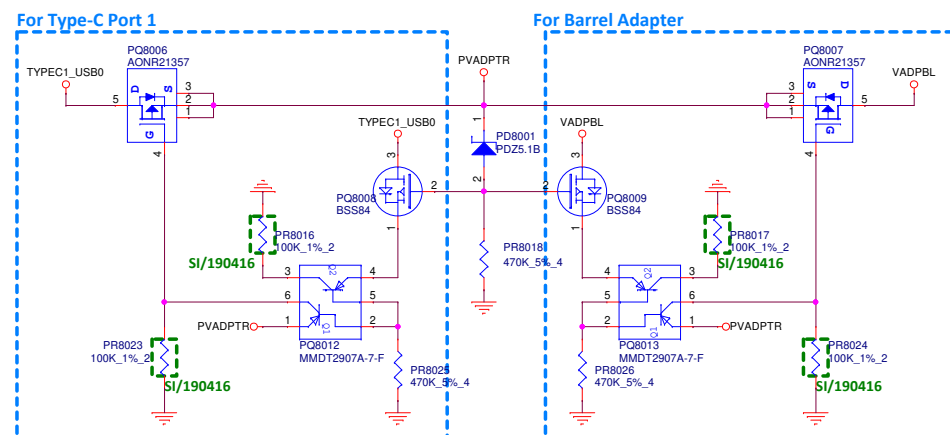 For Type-C Port 1
For Barrel Adapter
PQ8006
AONR21357
PQ8007
AONR21357
PVADPTR
TYPEC1_USB0
VADPBL
D S
5
3
2
1
G
4
S D
3
2
1
5
G
4
TYPEC1_USB0
VADPBL
1
PD8001
PDZ5.1B
2
3
PQ8008
BSS84
2
1
3
PQ8009
BSS84
2
1
PR8016
100K_1%_2
SI/190416
PR8018
470K_5%_4
PR8017
100K_1%_2
SI/190416
3
Q2
4
6
5
PVADPTR
1
Q1
2
PQ8012
MMDT2907A-7-F
4
Q2
3
5
6
2
Q1
1
PVADPTR
PQ8013
MMDT2907A-7-F
PR8023
100K_1%_2
SI/190416
PR8025
470K_5%_4
PR8026
470K_5%_4
PR8024
100K_1%_2
SI/190416